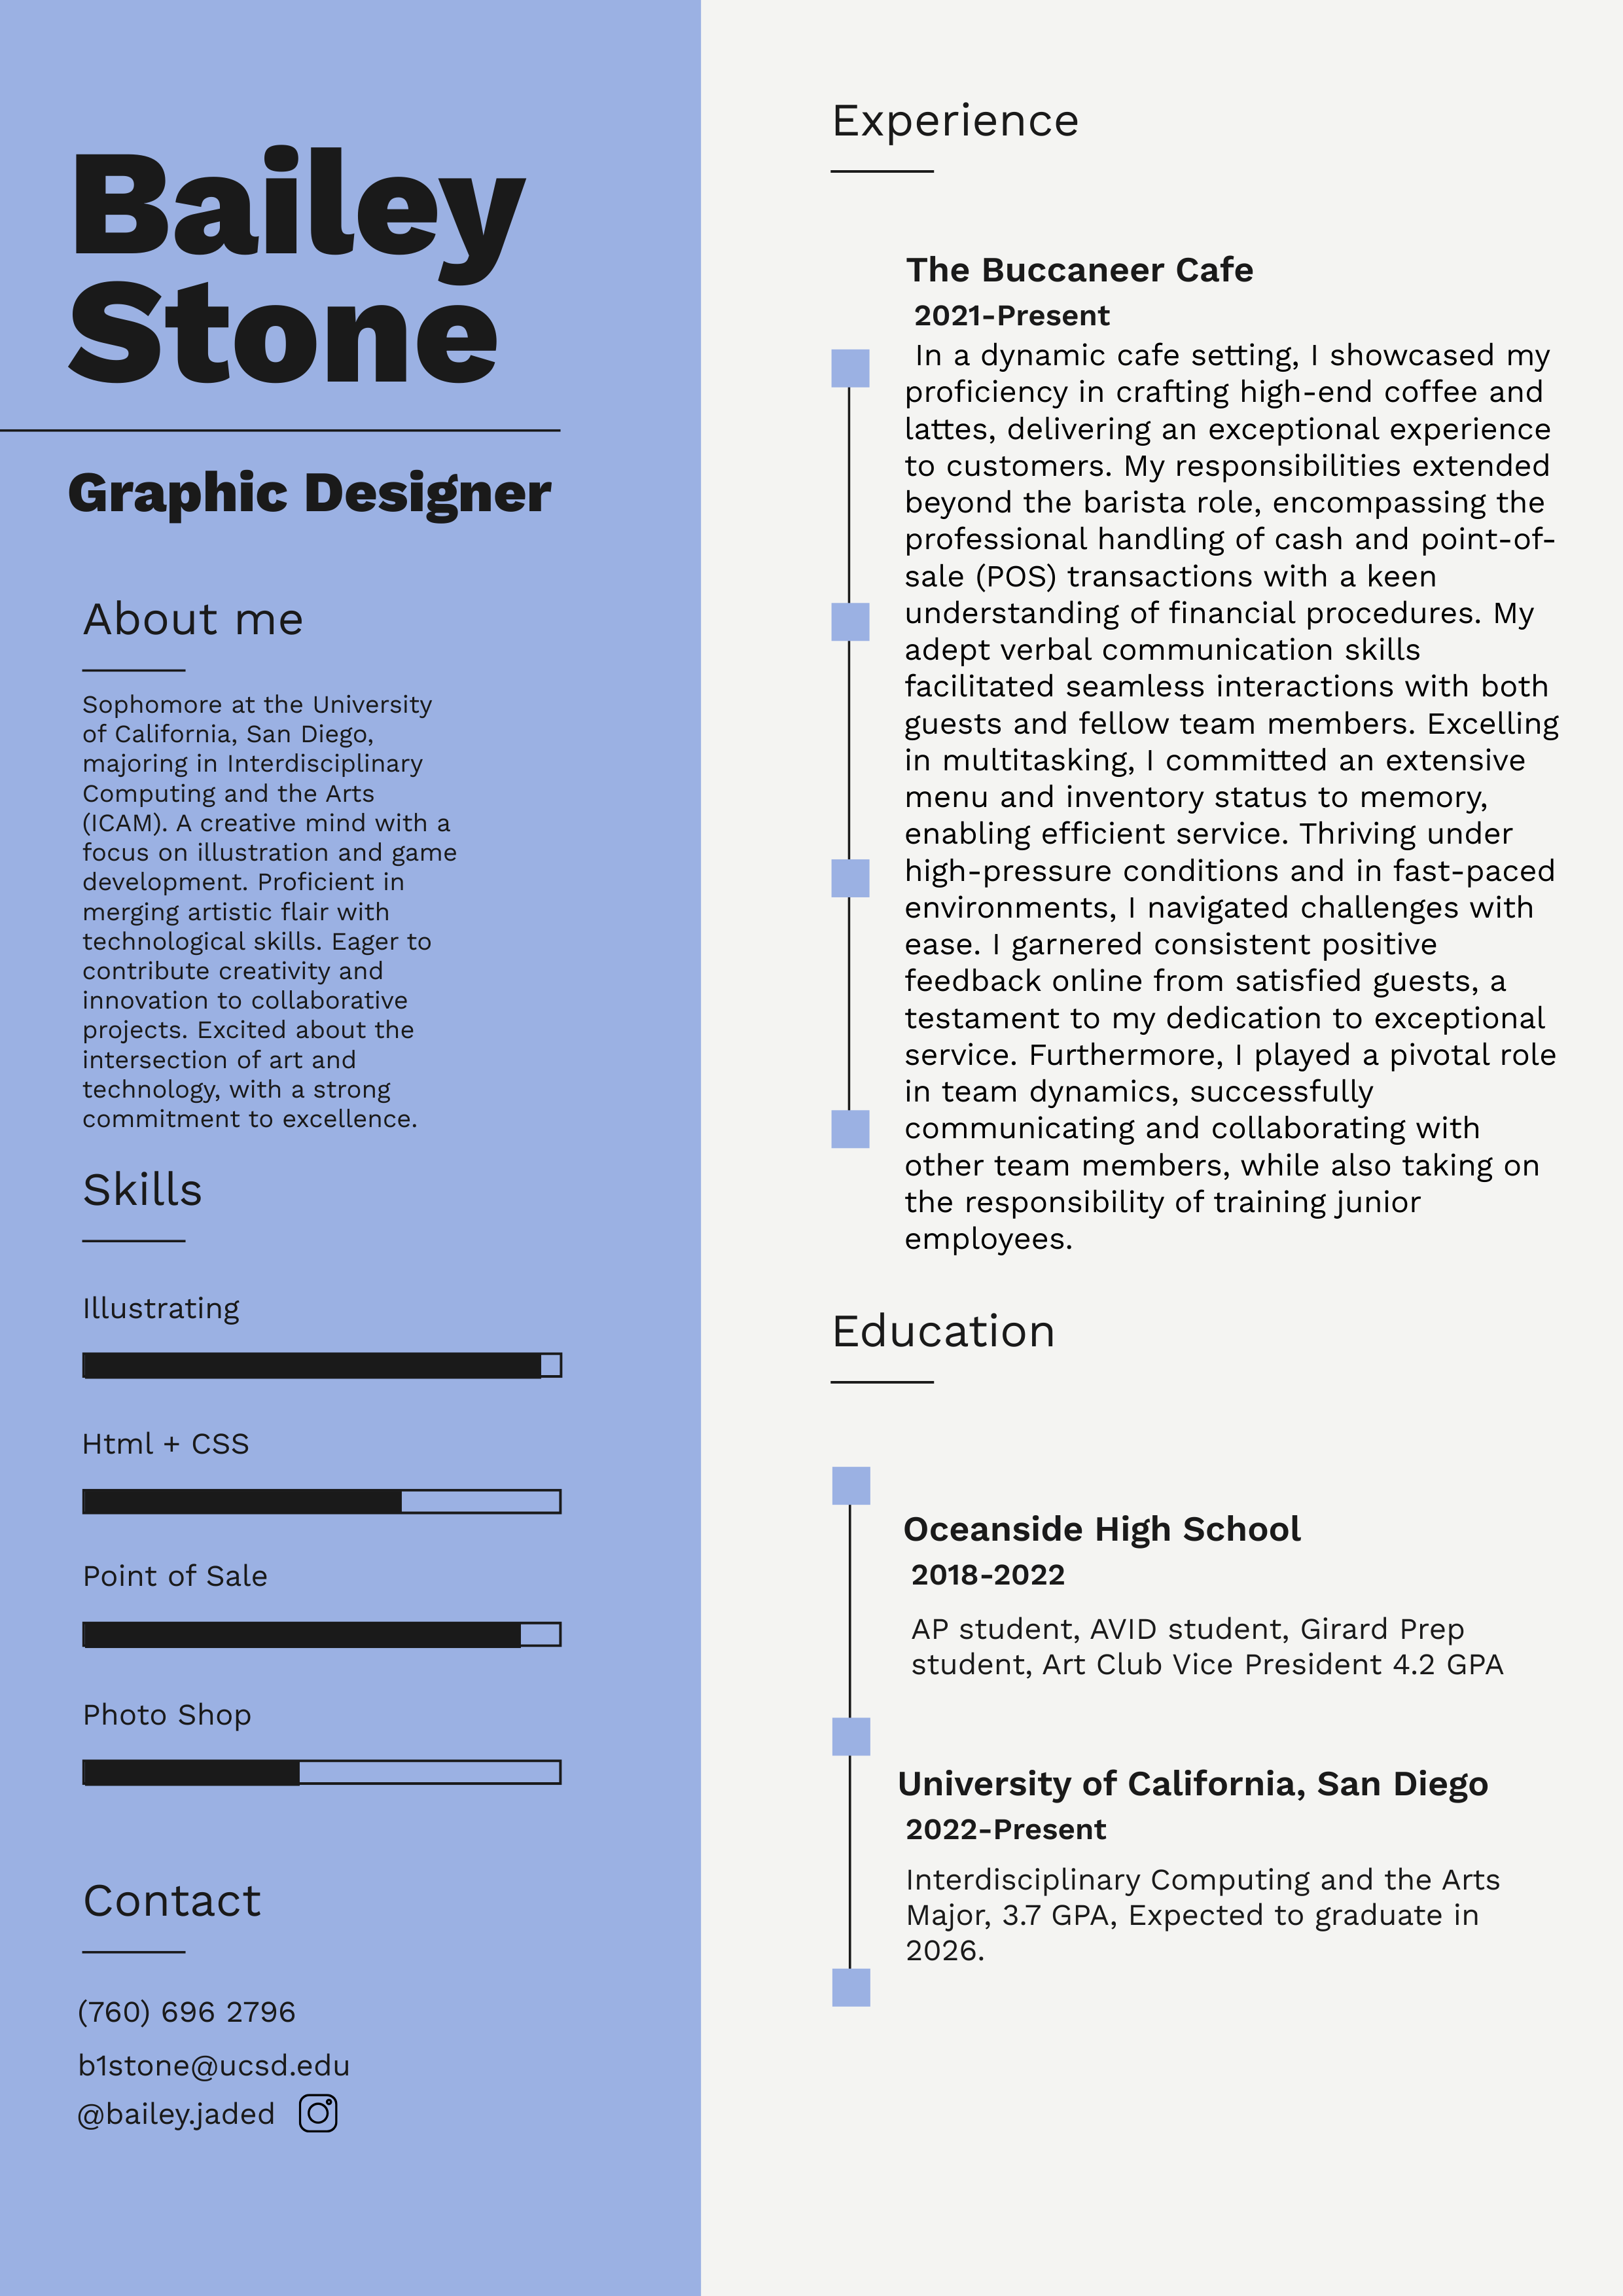 Bailey
Stone
Graphic Designer
About me
Sophomore at the University
of California, San Diego,
majoring in Interdisciplinary
Computing and the Arts
(ICAM). A creative mind with a
focus on illustration and game
development. Proficient in
merging artistic flair with
technological skills. Eager to
contribute creativity and
innovation to collaborative
projects. Excited about the
intersection of art and
technology, with a strong
commitment to excellence.
Skills
Illustrating
Html + CSS
Point of Sale
Photo Shop
Contact
(760) 696 2796
b1stone@ucsd.edu
@bailey.jaded
Experience
The Buccaneer Cafe
2021-Present
In a dynamic cafe setting, I showcased my
proficiency in crafting high-end coffee and
lattes, delivering an exceptional experience
to customers. My responsibilities extended
beyond the barista role, encompassing the
professional handling of cash and point-of-
sale (POS) transactions with a keen
understanding of financial procedures. My
adept verbal communication skills
facilitated seamless interactions with both
guests and fellow team members. Excelling
in multitasking, I committed an extensive
menu and inventory status to memory,
enabling efficient service. Thriving under
high-pressure conditions and in fast-paced
environments, I navigated challenges with
ease. I garnered consistent positive
feedback online from satisfied guests, a
testament to my dedication to exceptional
service. Furthermore, I played a pivotal role
in team dynamics, successfully
communicating and collaborating with
other team members, while also taking on
the responsibility of training junior
employees.
Education
Oceanside High School
2018-2022
AP student, AVID student, Girard Prep
student, Art Club Vice President 4.2 GPA
University of California, San Diego
2022-Present
Interdisciplinary Computing and the Arts
Major, 3.7 GPA, Expected to graduate in
2026.